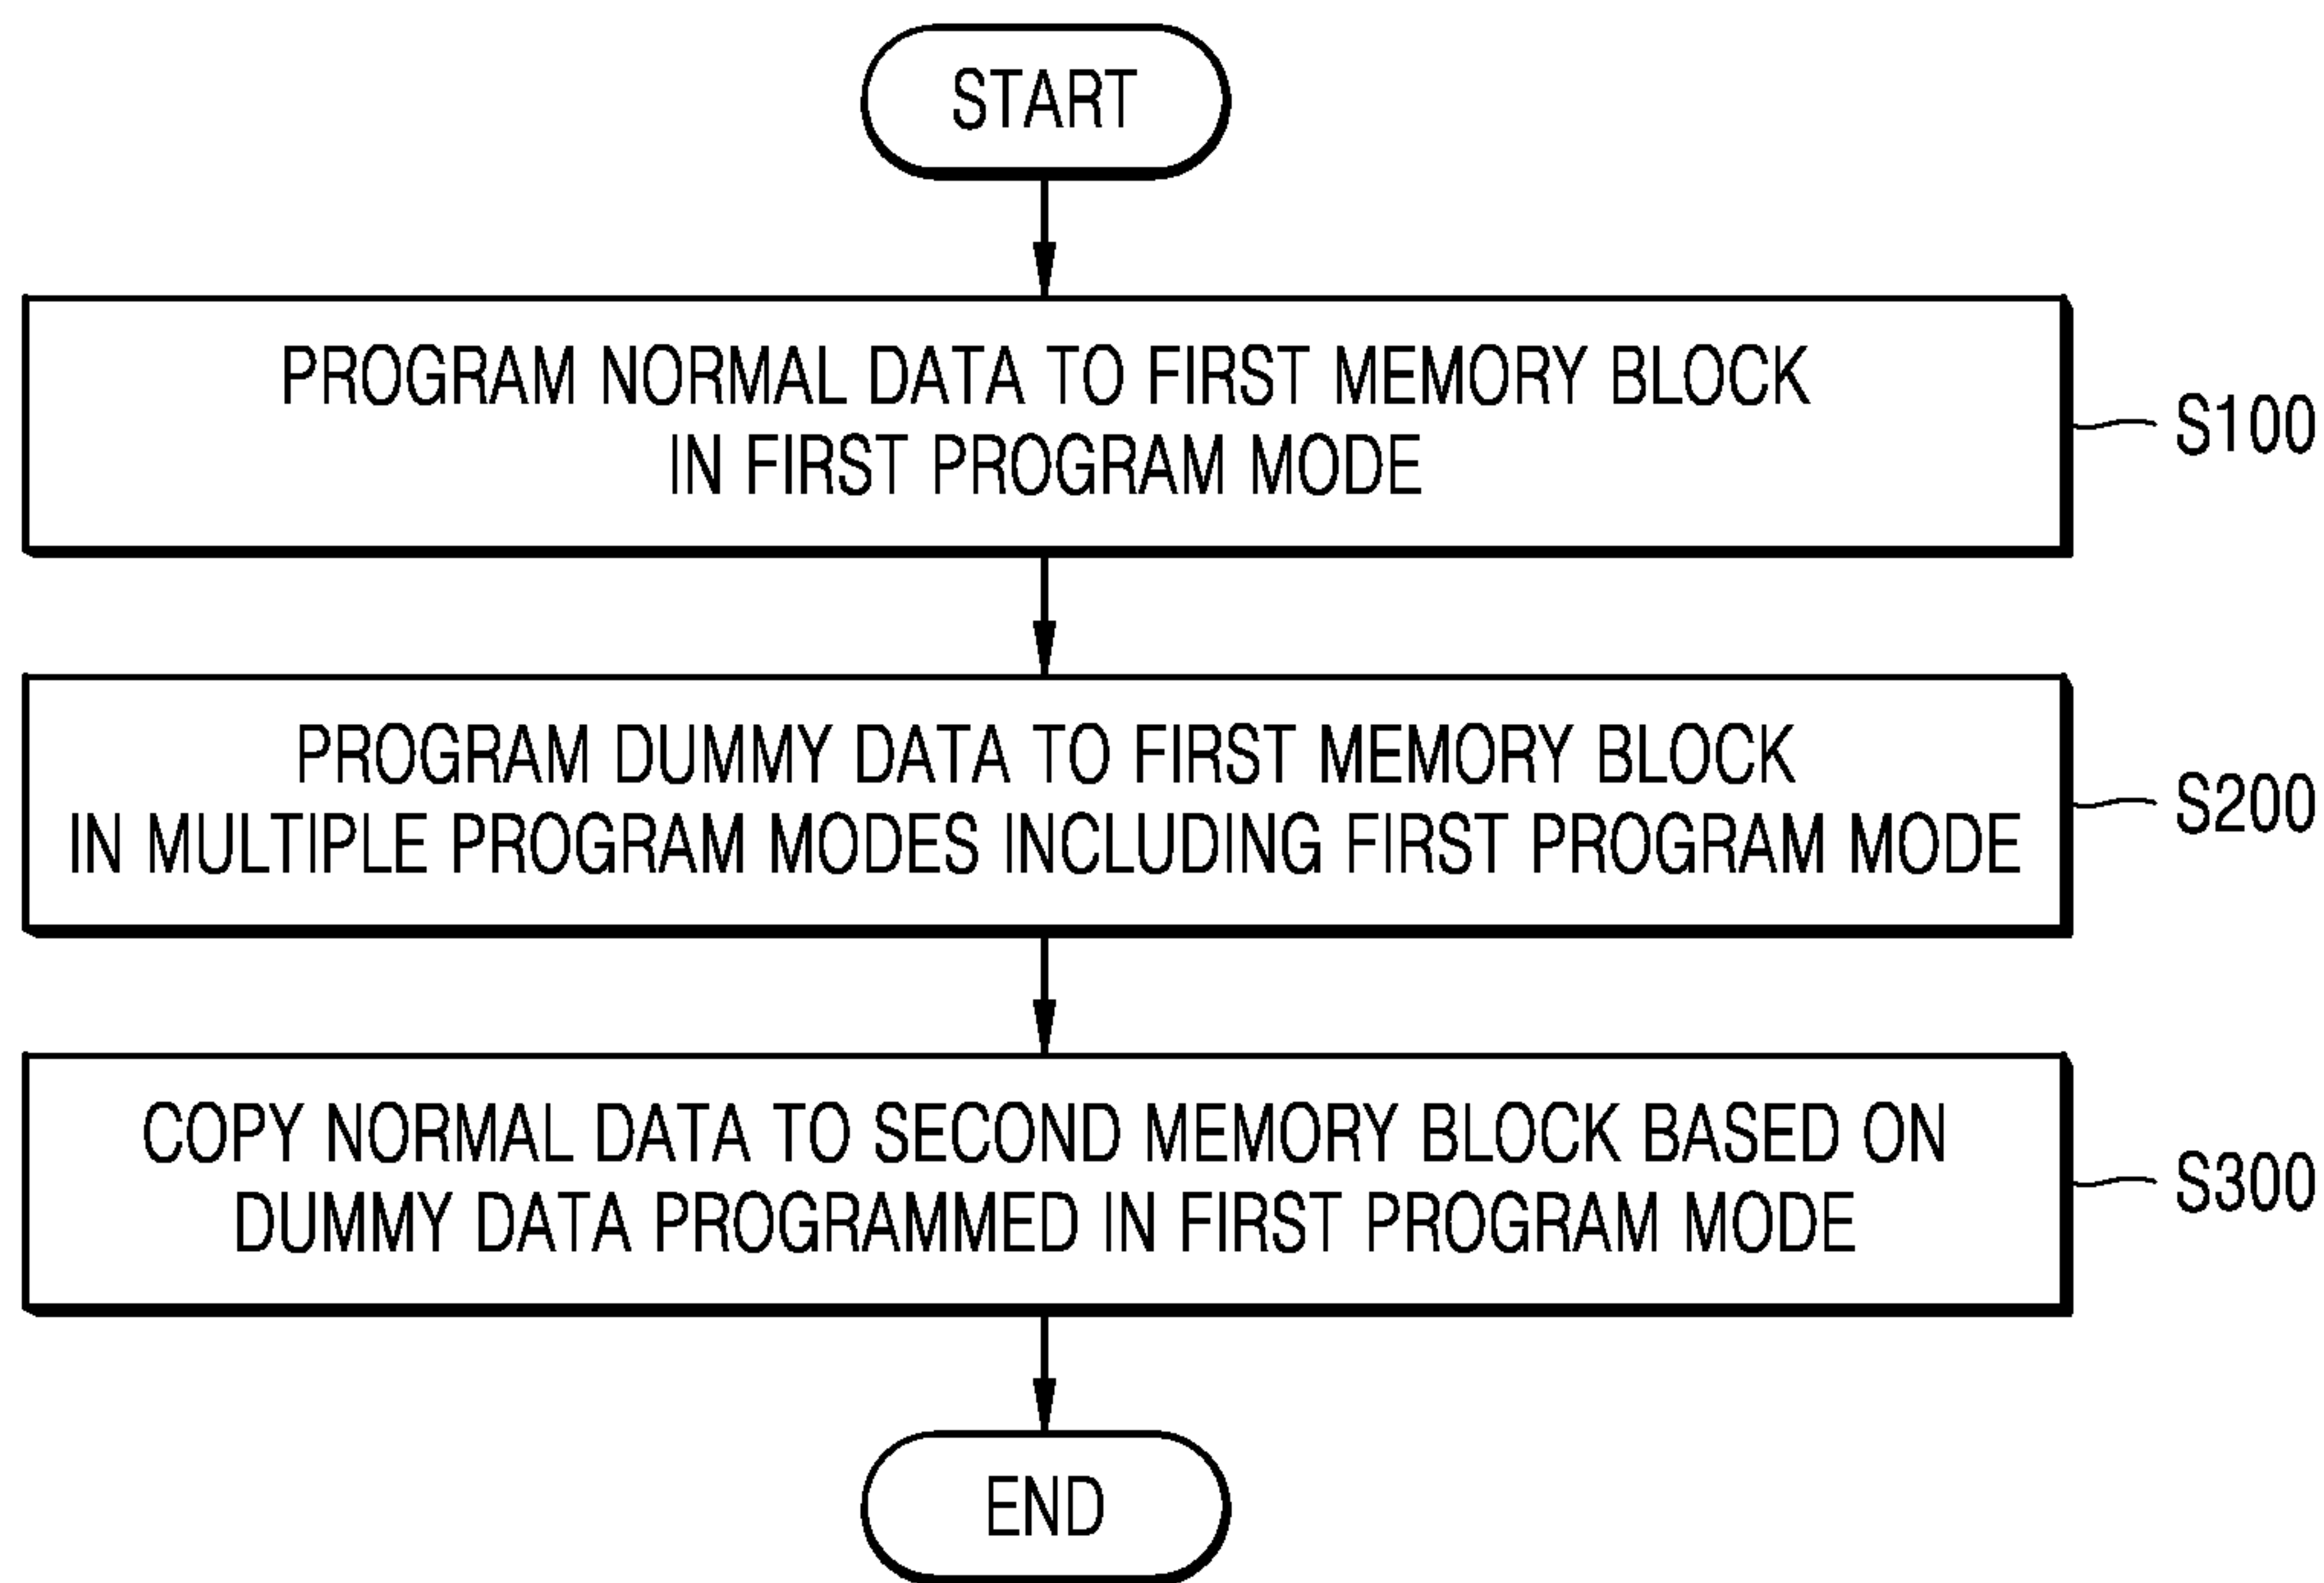 START
PROGRAM NORMAL DATA TO FIRST MEMORY BLOCK
IN FIRST PROGRAM MODE
S100
PROGRAM DUMMY DATA TO FIRST MEMORY BLOCK
IN MULTIPLE PROGRAM MODES INCLUDING FIRST PROGRAM MODE
S200
COPY NORMAL DATA TO SECOND MEMORY BLOCK BASED ON
DUMMY DATA PROGRAMMED IN FIRST PROGRAM MODE
S300
END